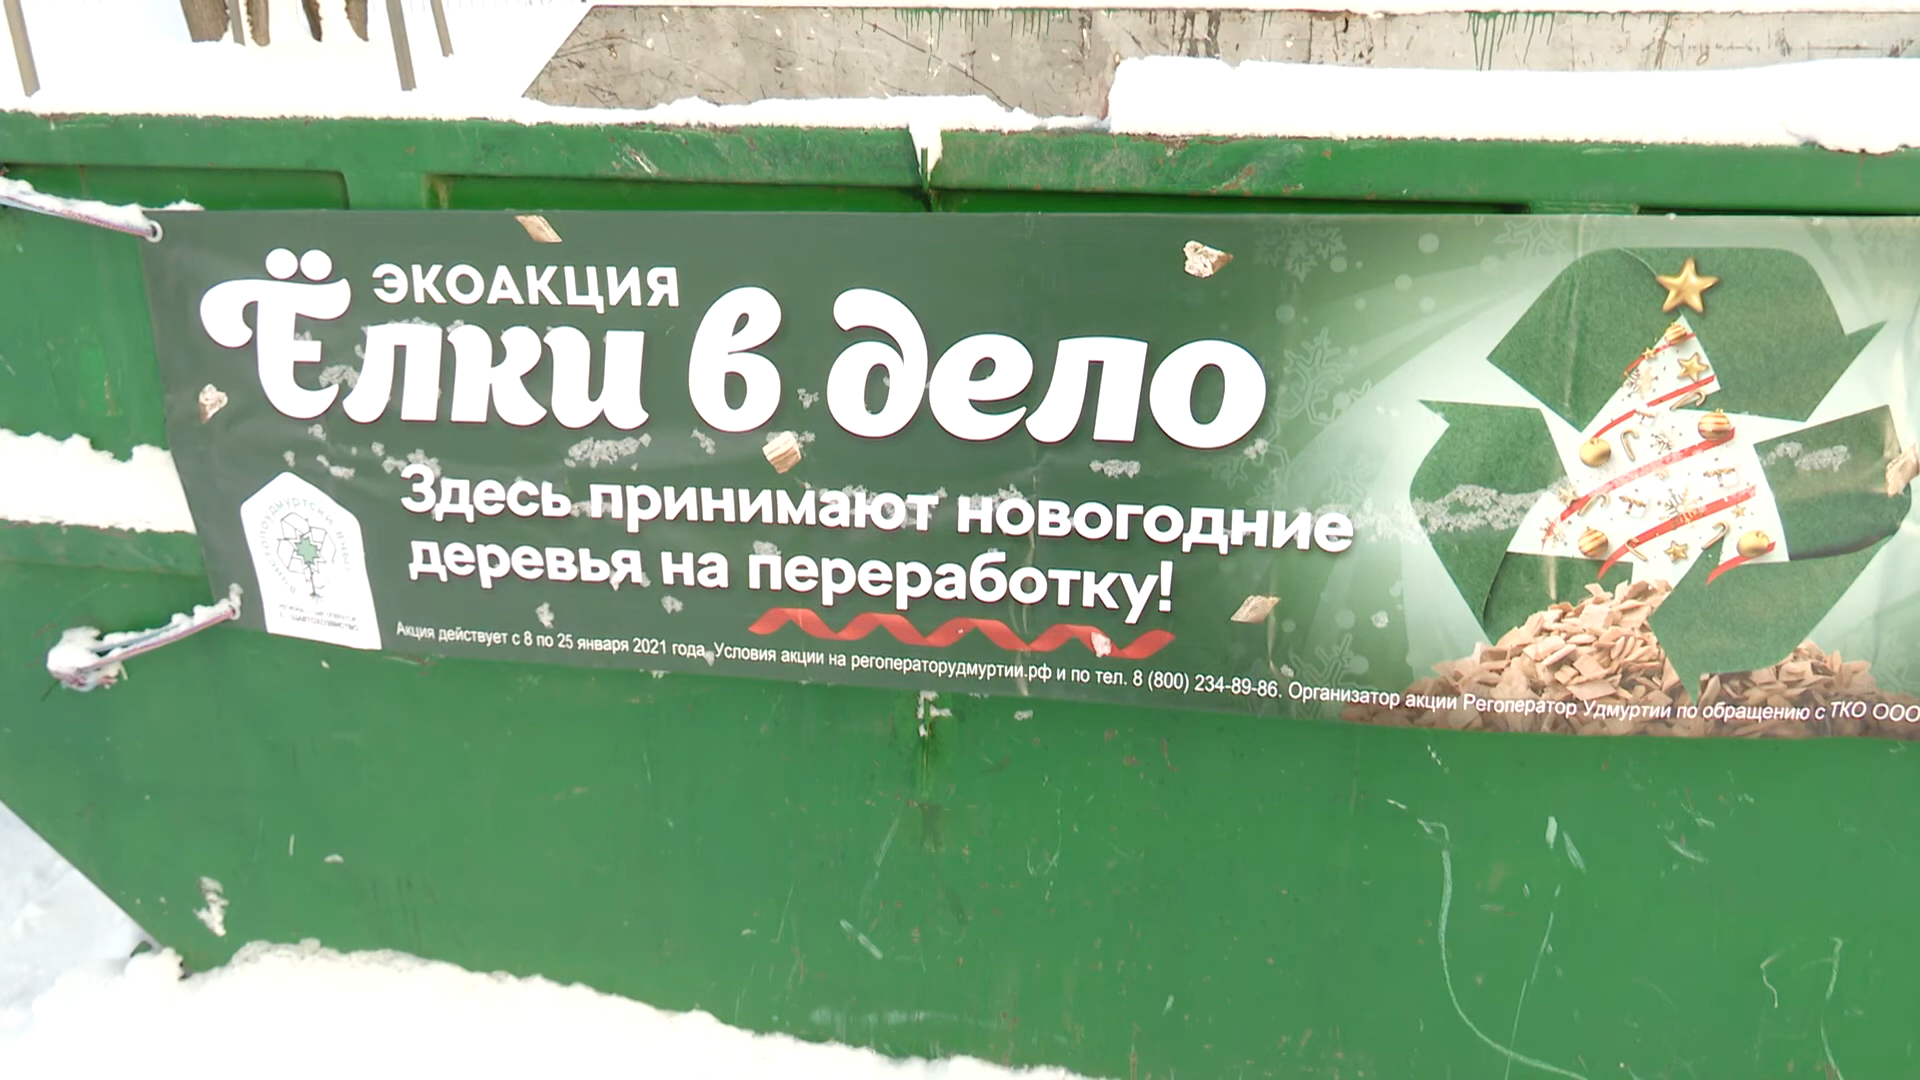 ЭКОАКЦИЯ
Ёлки в дело
Здесь принимают новогодние
деревья на переработку!
Акция действует с 8 по 25 января 2021 года. Условия акции на регоператорудмуртии.рф и по тел. 8 (800) 234-89-86. Организатор акции Регоператор Удмуртии по обращению с ТКО ООО